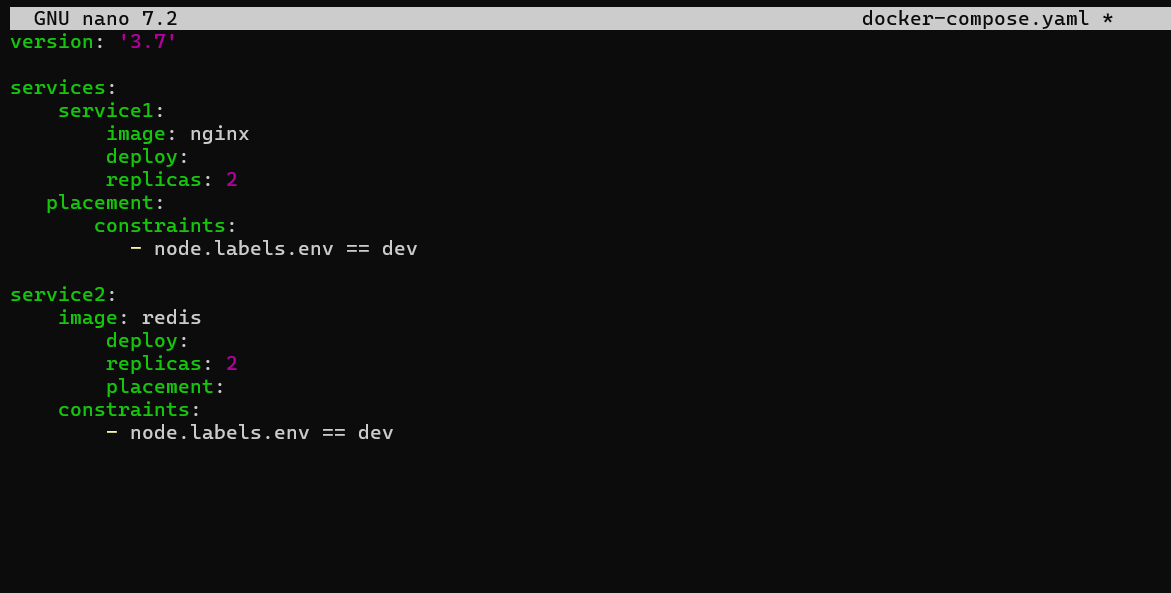 GNU nano 7.2 docker-compose.yaml *
version: '3.7'

services:
    service1:
        image: nginx
        deploy:
        replicas: 2
   placement:
       constraints:
          - node.labels.env == dev

service2:
    image: redis
        deploy:
        replicas: 2
        placement:
    constraints:
        - node.labels.env == dev